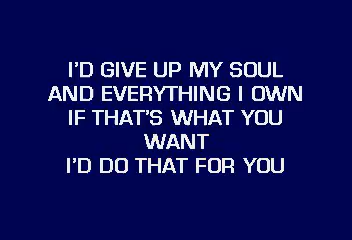 I'D GIVE UP MY SOUL
AND EVERYTHING I OWN
IF THAT'S WHAT YOU
WANT
I'D DO THAT FOR YOU